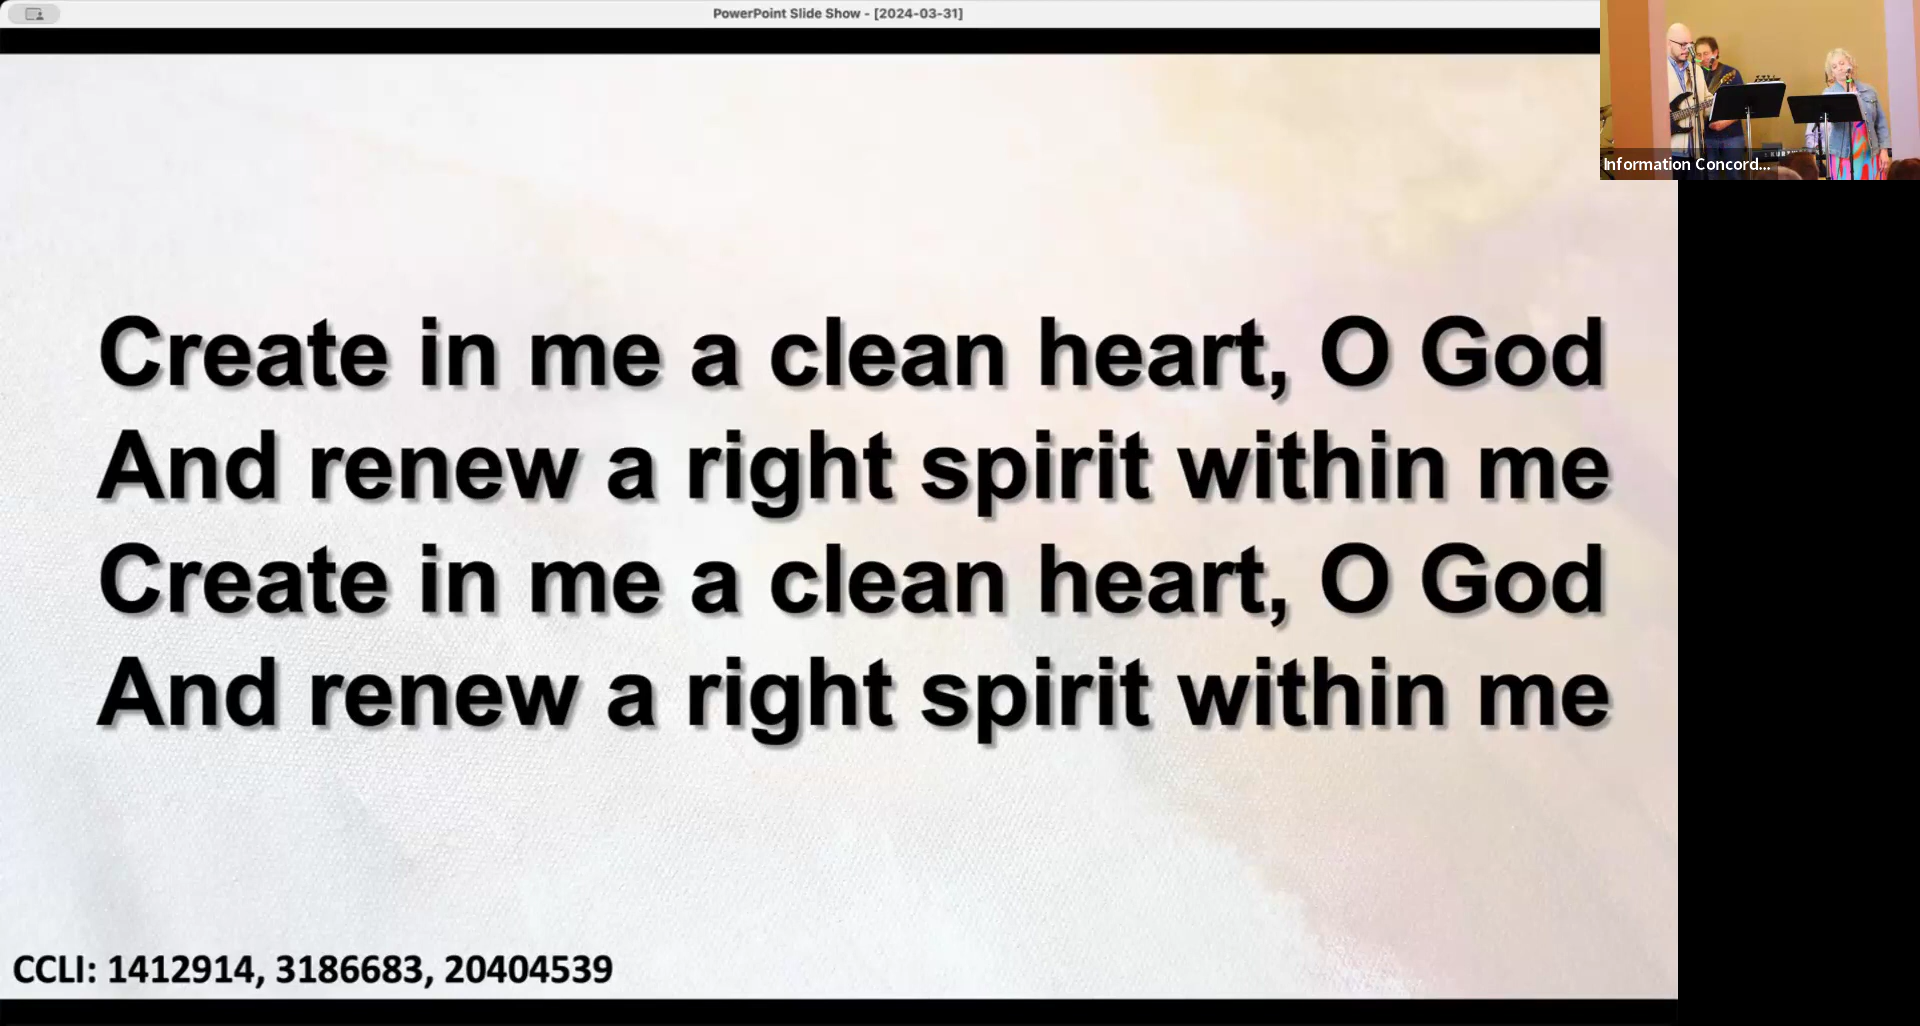 PowerPoint Slide Show - [2024-03-31]
Information Concord...
Create in me a clean heart, O God
And renew a right spirit within me
Create in me a clean heart, O God
And renew a right spirit within me
CCLI: 1412914, 3186683, 20404539